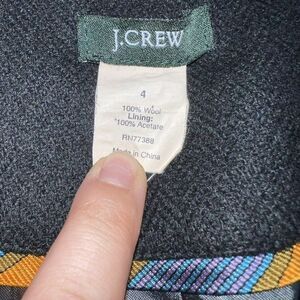 J.CREW
4
100% Wool
Lining:
100% Acetate
RN77388
Made in China